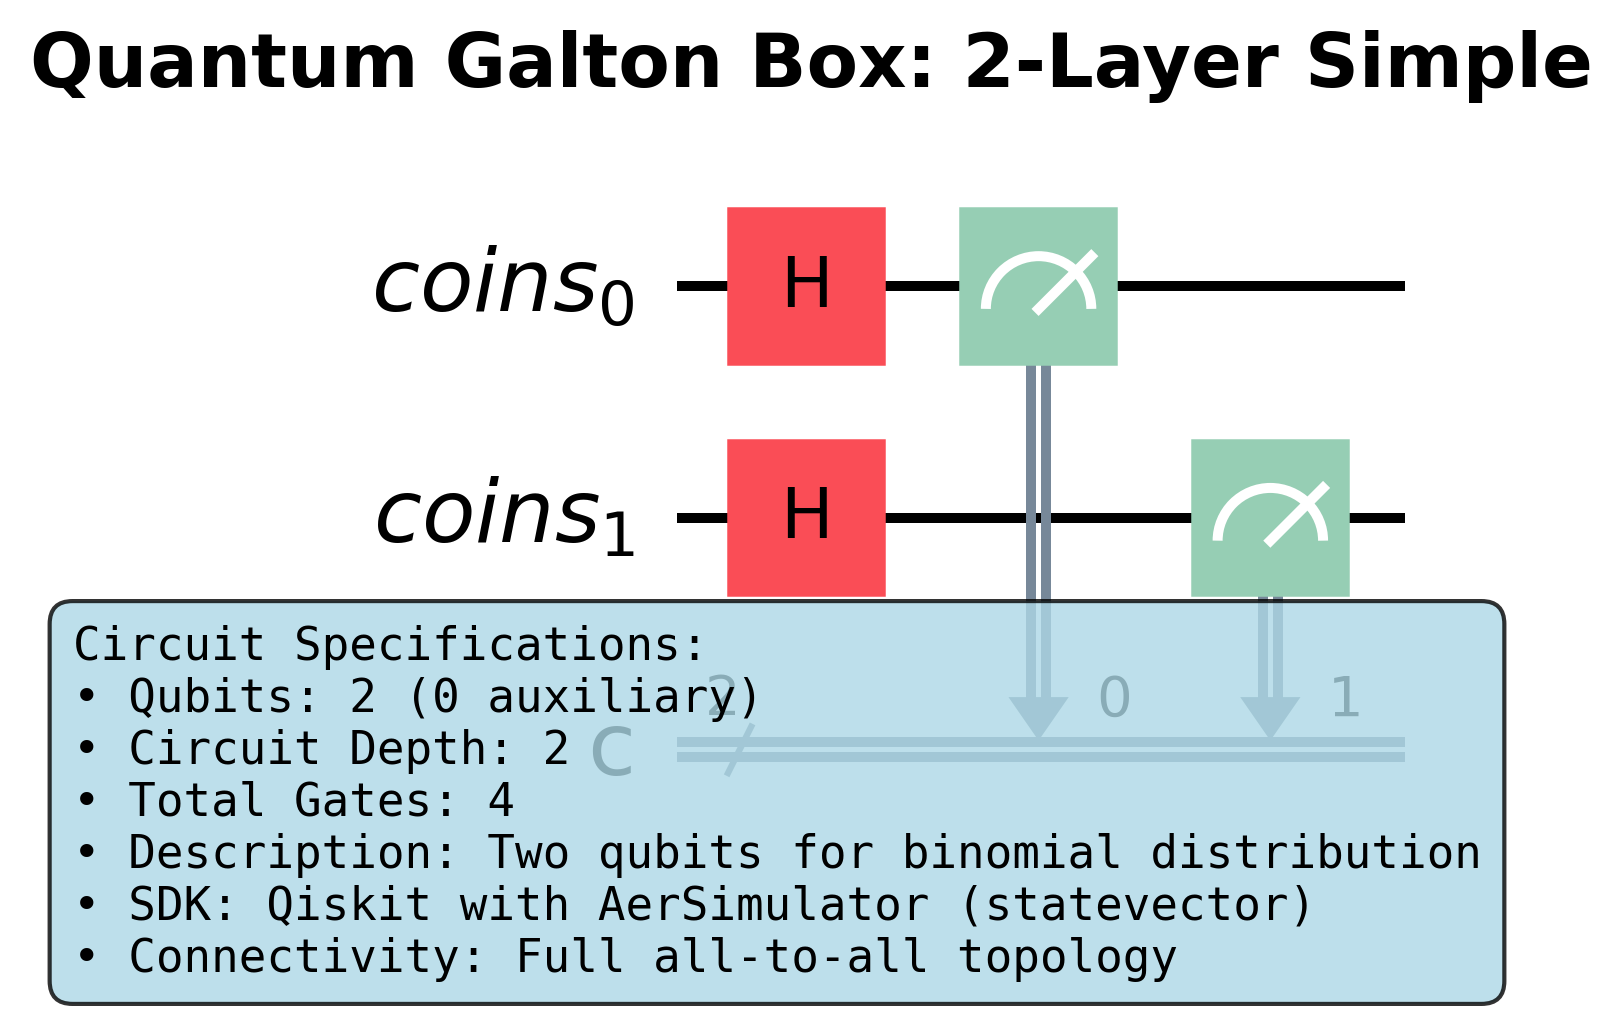 Quantum Galton Box: 2-Layer Simple
coins0
H
coins1
H
Circuit Specifications:
• Qubits: 2 (0 auxiliary)
2
0
1
• Circuit Depth: 2
c
• Total Gates: 4
• Description: Two qubits for binomial distribution
• SDK: Qiskit with AerSimulator (statevector)
• Connectivity: Full all-to-all topology